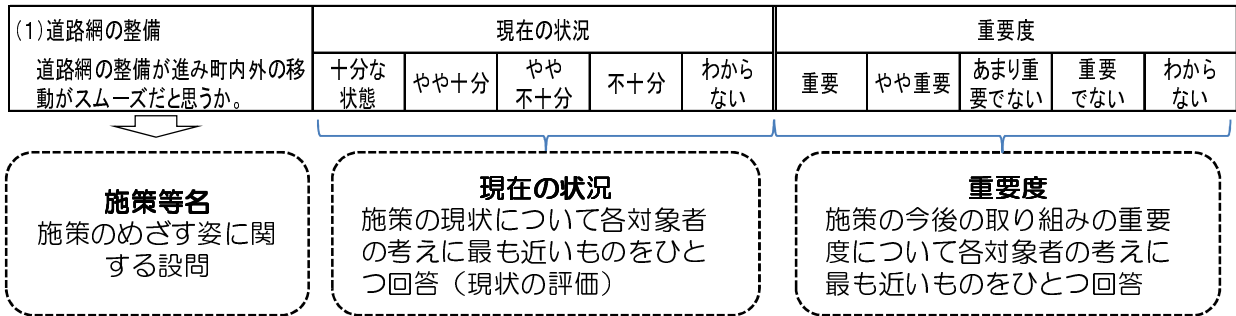 (1)道路網の整備
道路網の整備が進み町内外の移
動がスムーズだと思うか。
現在の状況
重要度
十分な
状態
やや十分
やや
不十分
不十分
わから
ない
重要
やや重要
あまり重
要でない
重要
でない
わから
ない
施策等名
施策のめざす姿に関
する設問
現在の状況
施策の現状について各対象者
の考えに最も近いものをひと
つ回答（現状の評価）
重要度
施策の今後の取り組みの重要
度について各対象者の考えに
最も近いものをひとつ回答